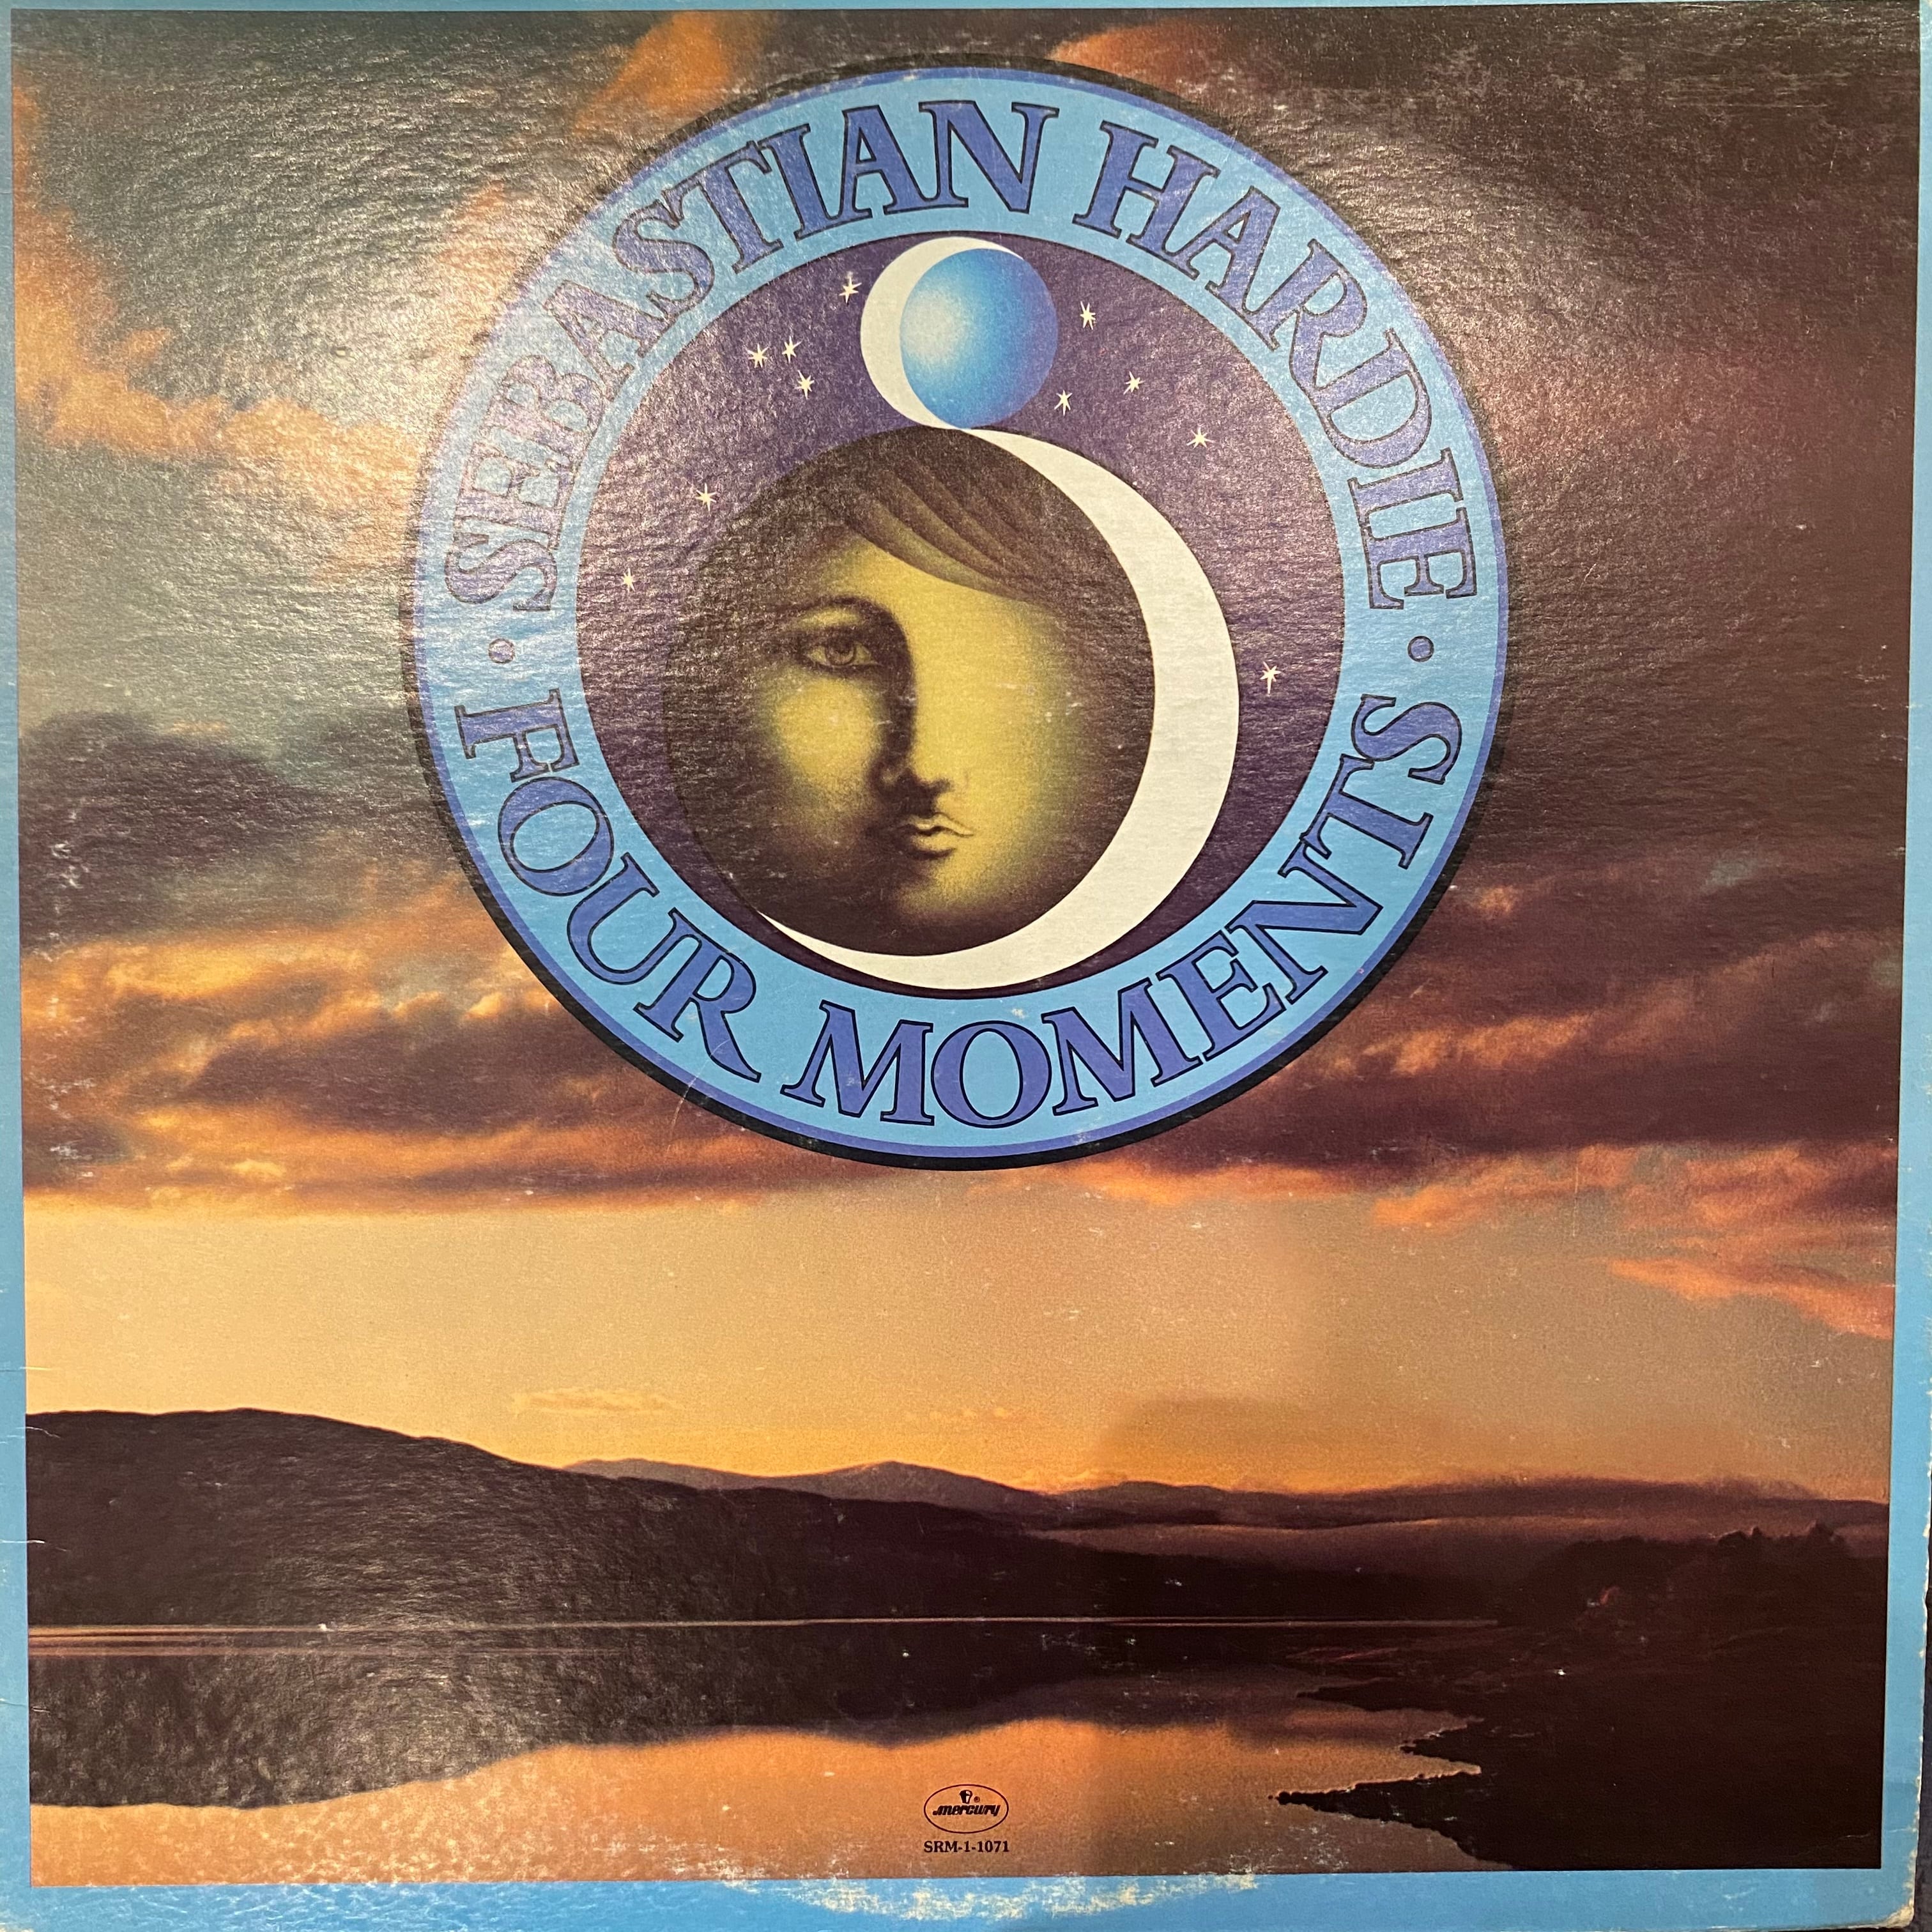 SEBASTIAN HARDIE
• FOUR MOMENTS •
mercury
SRM-1-1071